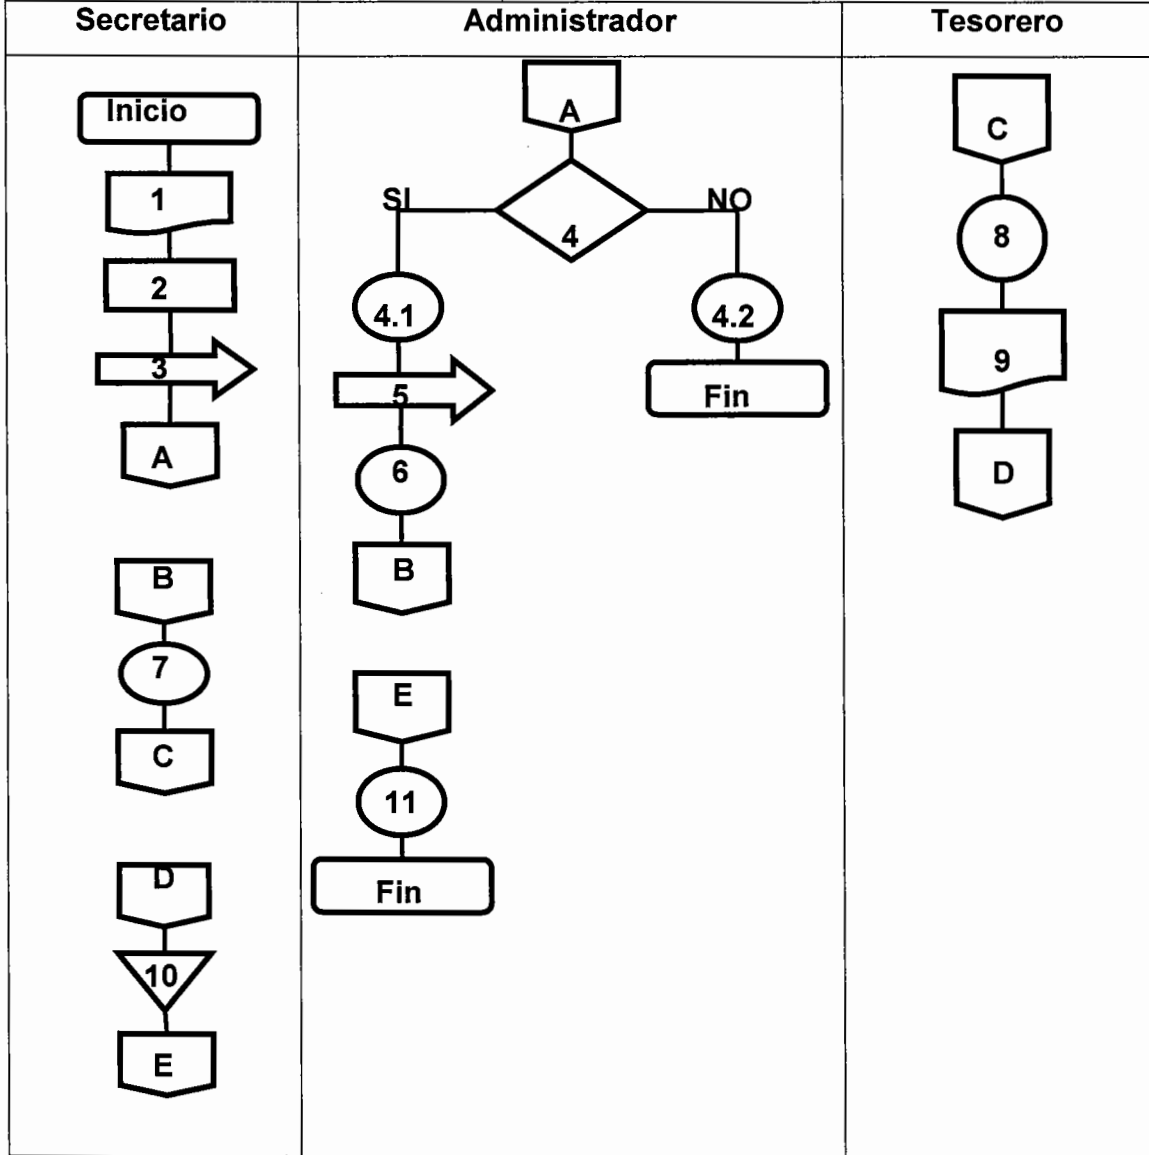 Secretario
Administrador
Tesorero
Inicio
1
2
3
A
B
7
C
D
10
E
A
SI
NO
4
4.1
4.2
5
Fin
6
B
E
11
Fin
C
8
9
D